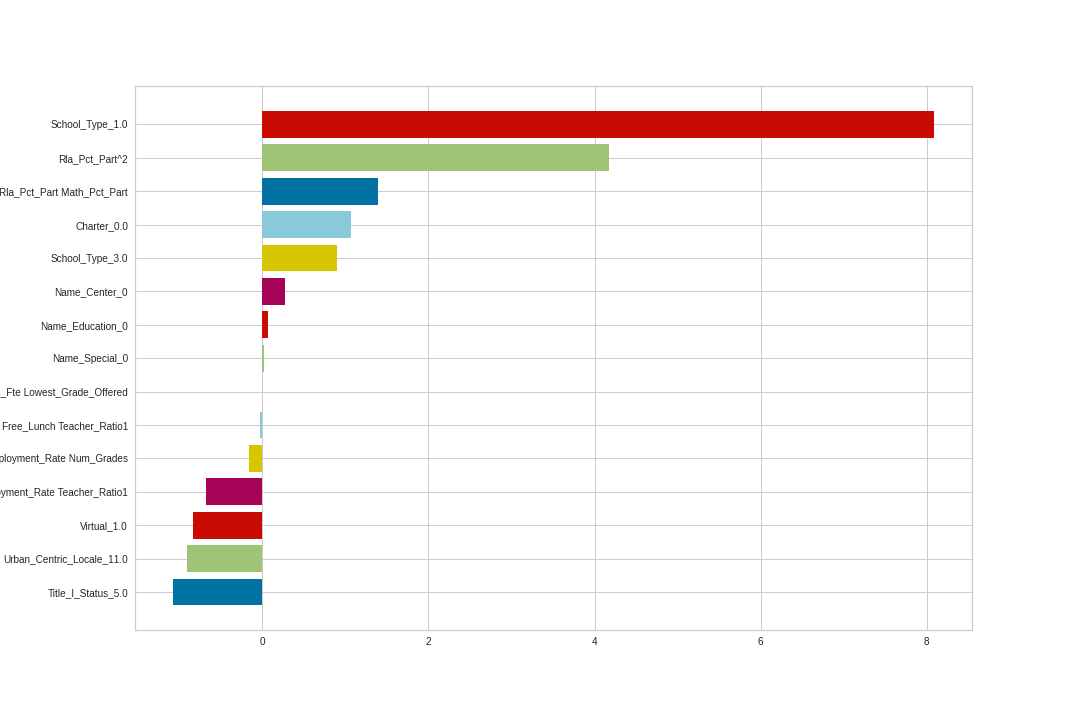 School_Type_1.0
Rla_Pct_Part^2
Rla_Pct_Part Math_Pct_Part
Charter_0.0
School_Type_3.0
Name_Center_0
Name_Education_0
Name_Special_0
_Fte Lowest_Grade_Offered
Free_Lunch Teacher_Ratio1
ployment_Rate Num_Grades
yment_Rate Teacher_Ratio1
Virtual_1.0
Urban_Centric_Locale_11.0
Title_I_Status_5.0
0 2 4 6 8